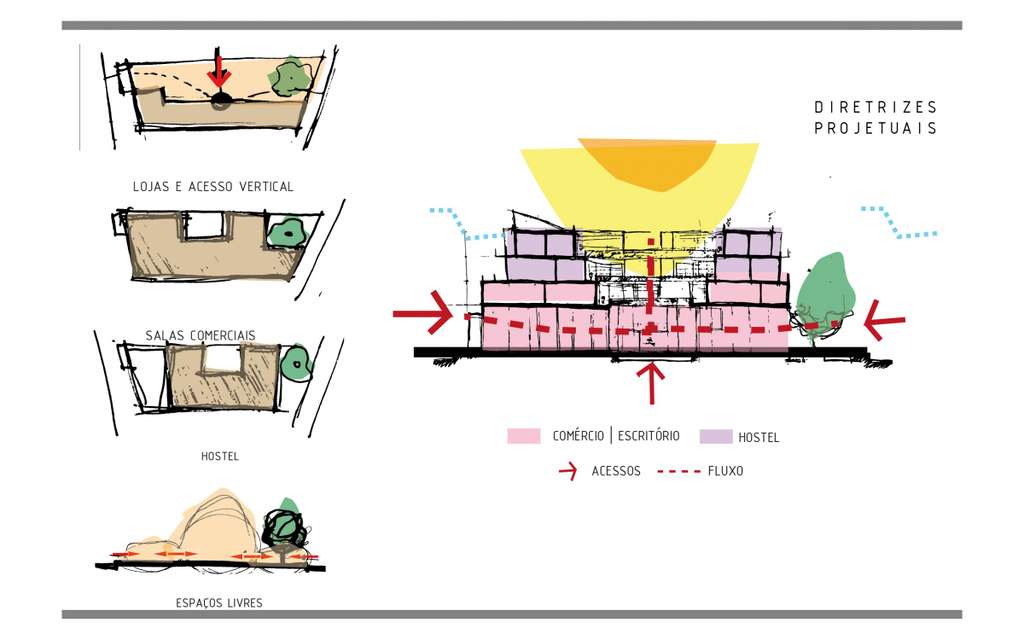 DIRETRIZES
PROJETUAIS
LOJAS E ACESSO VERTICAL
SALAS COMERCIAIS
HOSTEL
ESPAÇOS LIVRES
COMÉRCIO | ESCRITÓRIO
HOSTEL
ACESSOS
FLUXO